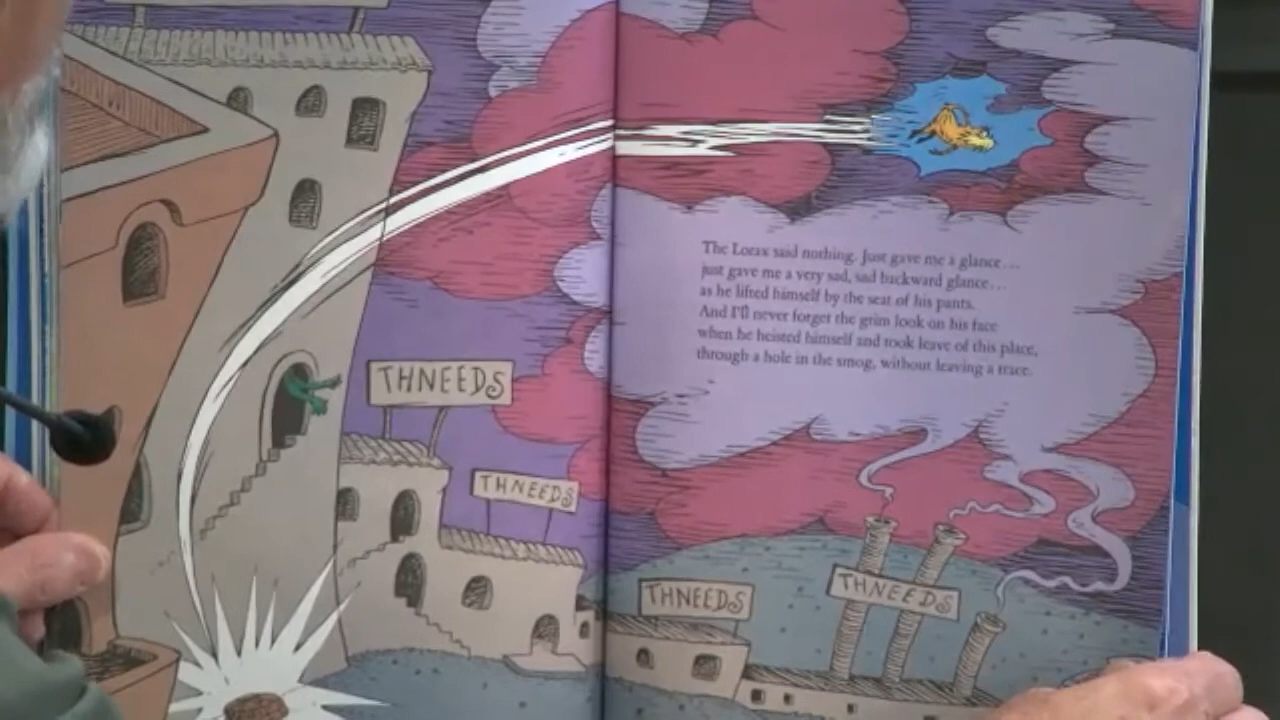 THNEEDS
THNEEDS
The Lorax said nothing. Just gave me a glance...
just gave me a very sad, sad backward glance...
as he lifted himself by the seat of his pants.
And I'll never forget the grim look on his face
when he heisted himself and took leave of this place,
through a hole in the smog, without leaving a trace.
THNEEDS
THNEEDS